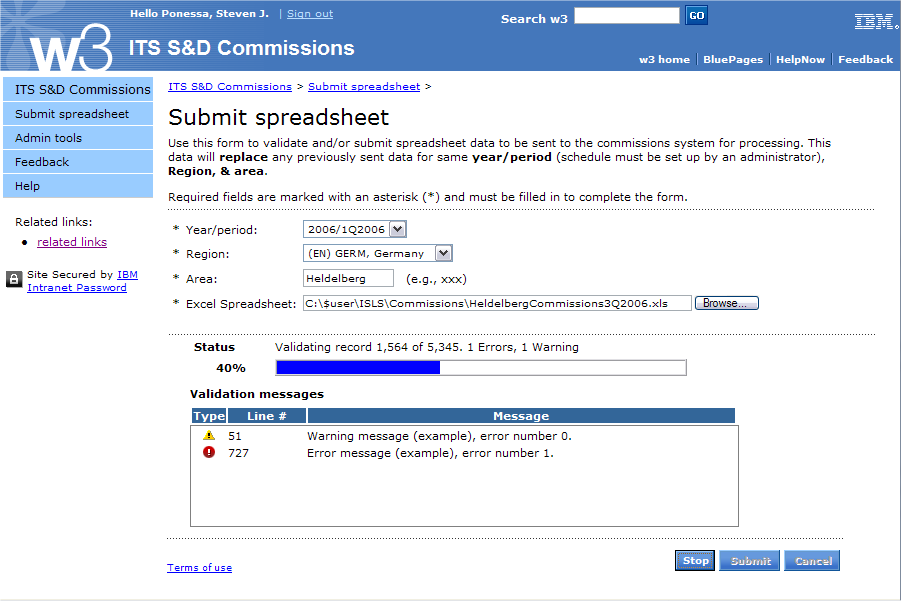 Hello Ponessa, Steven J. | Sign out
Search w3 GO
IBM.
w3 ITS S&D Commissions
w3 home | BluePages | HelpNow | Feedback
ITS S&D Commissions
Submit spreadsheet
Admin tools
Feedback
Help
Related links:
• related links
Site Secured by IBM
Intranet Password
ITS S&D Commissions > Submit spreadsheet >
Submit spreadsheet
Use this form to validate and/or submit spreadsheet data to be sent to the commissions system for processing. This
data will replace any previously sent data for same year/period (schedule must be set up by an administrator),
Region, & area.
Required fields are marked with an asterisk (*) and must be filled in to complete the form.
* Year/period: 2006/1Q2006
* Region: (EN) GERM, Germany
* Area: Heldelberg (e.g., xxx)
* Excel Spreadsheet: C:\$user\ISLS\Commissions\HeldelbergCommissions3Q2006.xls Browse...
Status Validating record 1,564 of 5,345. 1 Errors, 1 Warning
40%
Validation messages
Type Line # Message
51 Warning message (example), error number 0.
727 Error message (example), error number 1.
Stop Submit Cancel
Terms of use